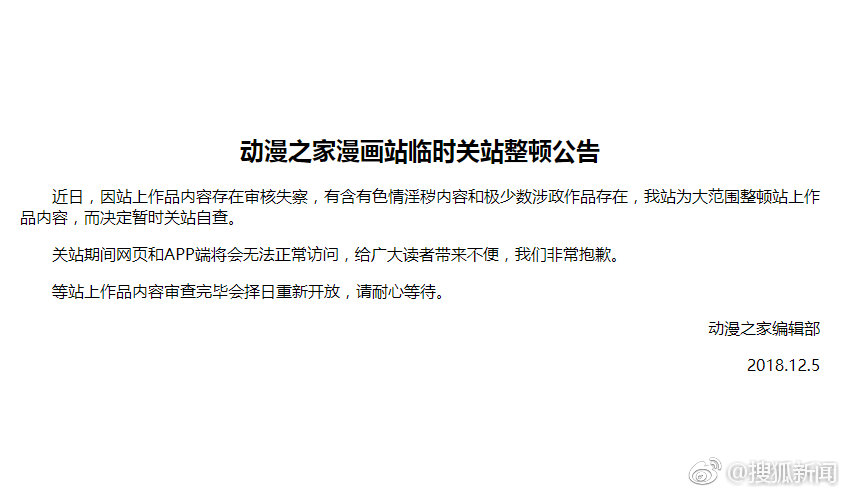 动漫之家漫画站临时关站整顿公告
近日，因站上作品内容存在审核失察，有含有色情淫秽内容和极少数涉政作品存在，我站为大范围整顿站上作
品内容，而决定暂时关站自查。
关站期间网页和APP端将会无法正常访问，给广大读者带来不便，我们非常抱歉。
等站上作品内容审查完毕会择日重新开放，请耐心等待。
动漫之家编辑部
2018.12.5
@搜狐新闻